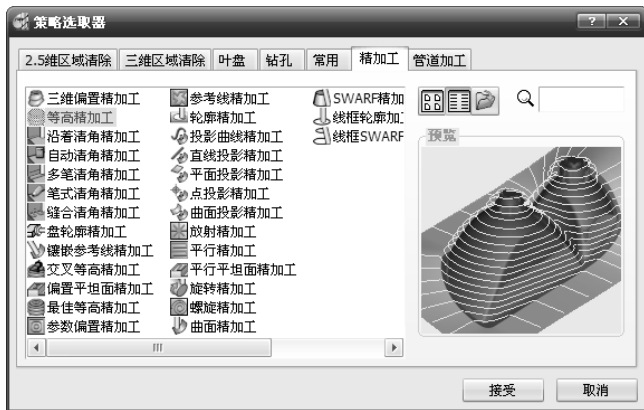 策略选取器
2.5维区域清除 三维区域清除 叶盘 钻孔 常用 精加工 管道加工
三维偏置精加工
等高精加工
沿着清角精加工
自动清角精加工
多笔清角精加工
笔式清角精加工
缝合清角精加工
盘轮廓精加工
镶嵌参考线精加工
交叉等高精加工
偏置平坦面精加工
最佳等高精加工
参数偏置精加工
参考线精加工
轮廓精加工
投影曲线精加工
直线投影精加工
平面投影精加工
点投影精加工
曲面投影精加工
放射精加工
平行精加工
平行平坦面精加工
旋转精加工
螺旋精加工
曲面精加工
SWARF精加
线框轮廓加
线框SWARF
预览
接受
取消